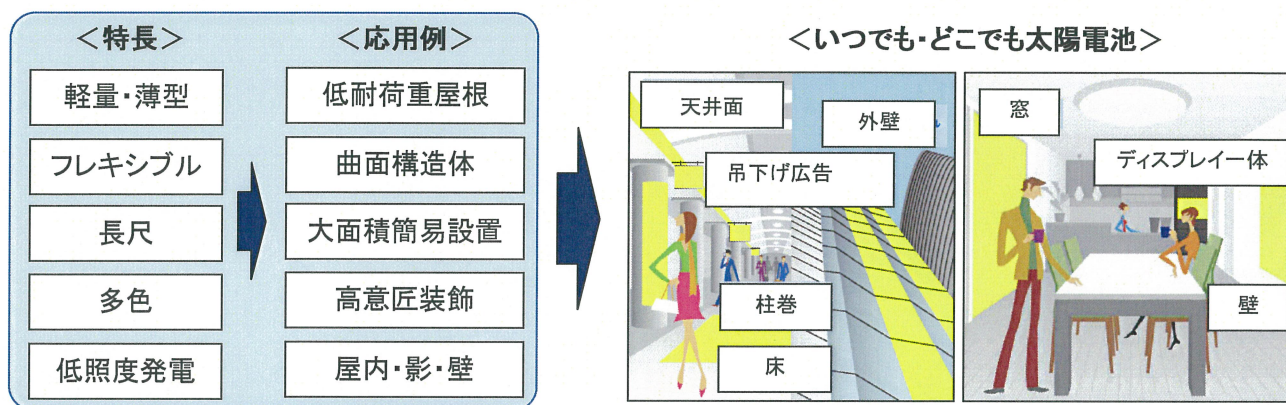 <特長>
軽量・薄型
フレキシブル
長尺
多色
低照度発電
<応用例>
低耐荷重屋根
曲面構造体
大面積簡易設置
高意匠装飾
屋内・影・壁
<いつでも・どこでも太陽電池>
天井面
外壁
吊下げ広告
柱巻
床
窓
ディスプレイ一体
壁